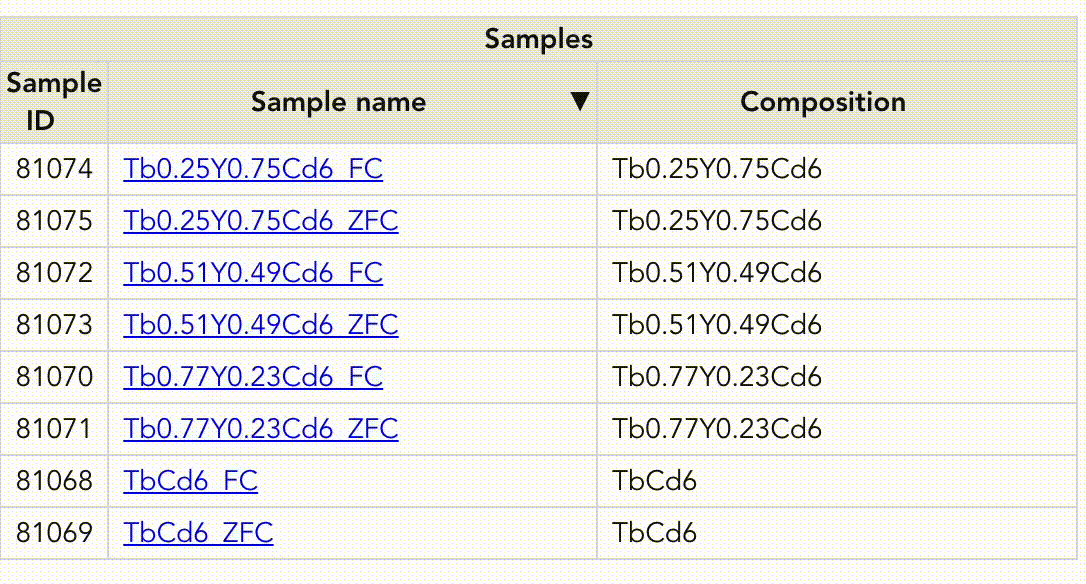 Samples
Sample ID Sample name ▼ Composition
81074 Tb0.25Y0.75Cd6_FC Tb0.25Y0.75Cd6
81075 Tb0.25Y0.75Cd6_ZFC Tb0.25Y0.75Cd6
81072 Tb0.51Y0.49Cd6_FC Tb0.51Y0.49Cd6
81073 Tb0.51Y0.49Cd6_ZFC Tb0.51Y0.49Cd6
81070 Tb0.77Y0.23Cd6_FC Tb0.77Y0.23Cd6
81071 Tb0.77Y0.23Cd6_ZFC Tb0.77Y0.23Cd6
81068 TbCd6_FC TbCd6
81069 TbCd6_ZFC TbCd6